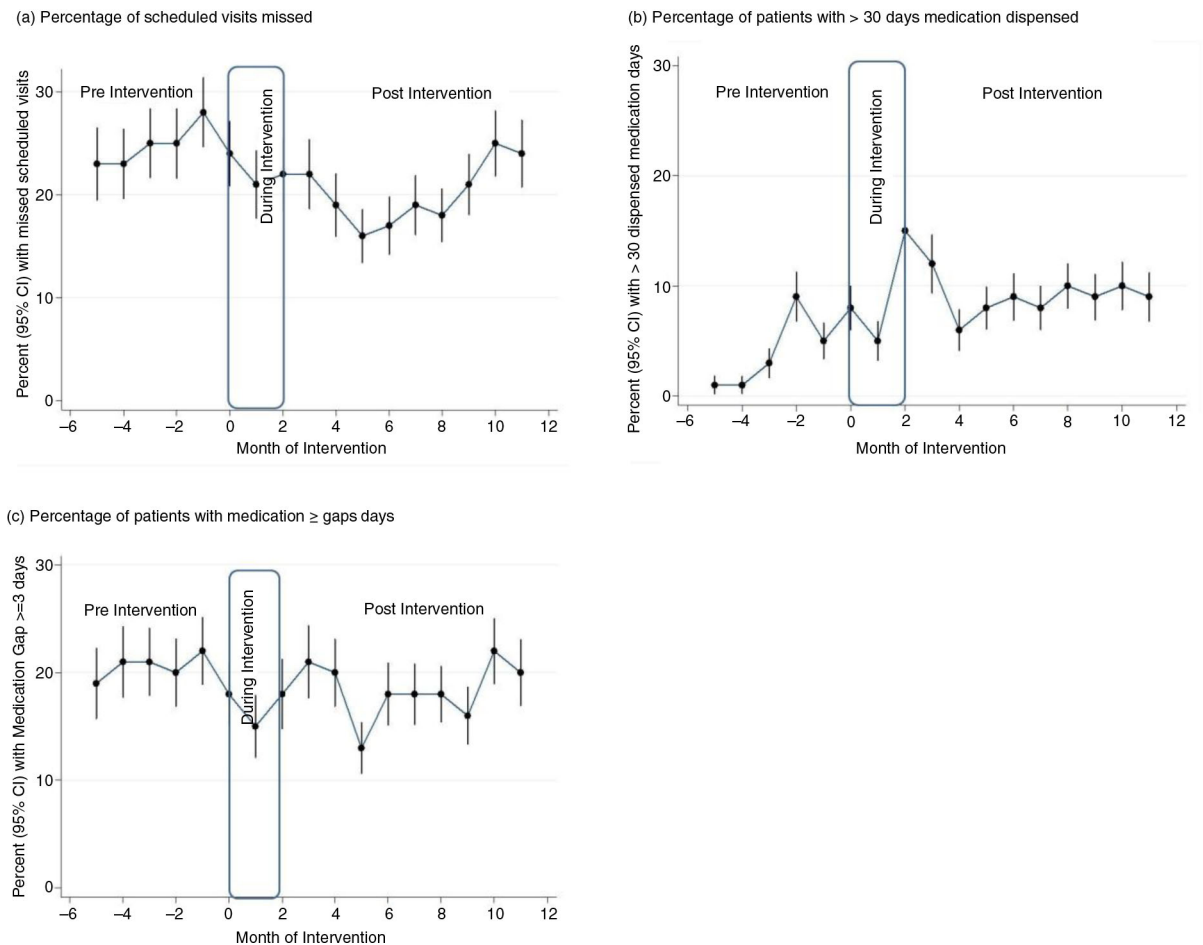 (a) Percentage of scheduled visits missed
Percent (95% CI) with missed scheduled visits
30
20
10
0
Pre Intervention
During Intervention
Post Intervention
–6 –4 –2 0 2 4 6 8 10 12
Month of Intervention
(b) Percentage of patients with > 30 days medication dispensed
Percent (95% CI) with > 30 dispensed medication days
30
20
10
0
Pre Intervention
During Intervention
Post Intervention
–6 –4 –2 0 2 4 6 8 10 12
Month of Intervention
(c) Percentage of patients with medication ≥ gaps days
Percent (95% CI) with Medication Gap >=3 days
30
20
10
0
Pre Intervention
During Intervention
Post Intervention
–6 –4 –2 0 2 4 6 8 10 12
Month of Intervention